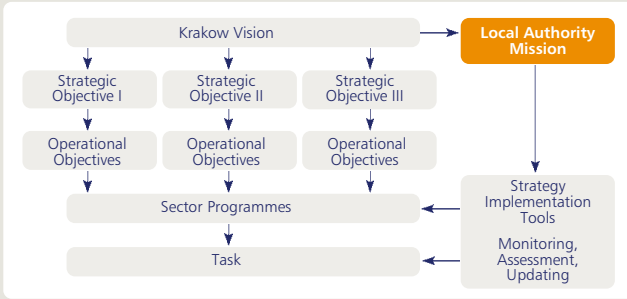 Krakow Vision
Local Authority
Mission
Strategic
Objective I
Strategic
Objective II
Strategic
Objective III
Operational
Objectives
Operational
Objectives
Operational
Objectives
Sector Programmes
Strategy
Implementation
Tools
Monitoring,
Assessment,
Updating
Task